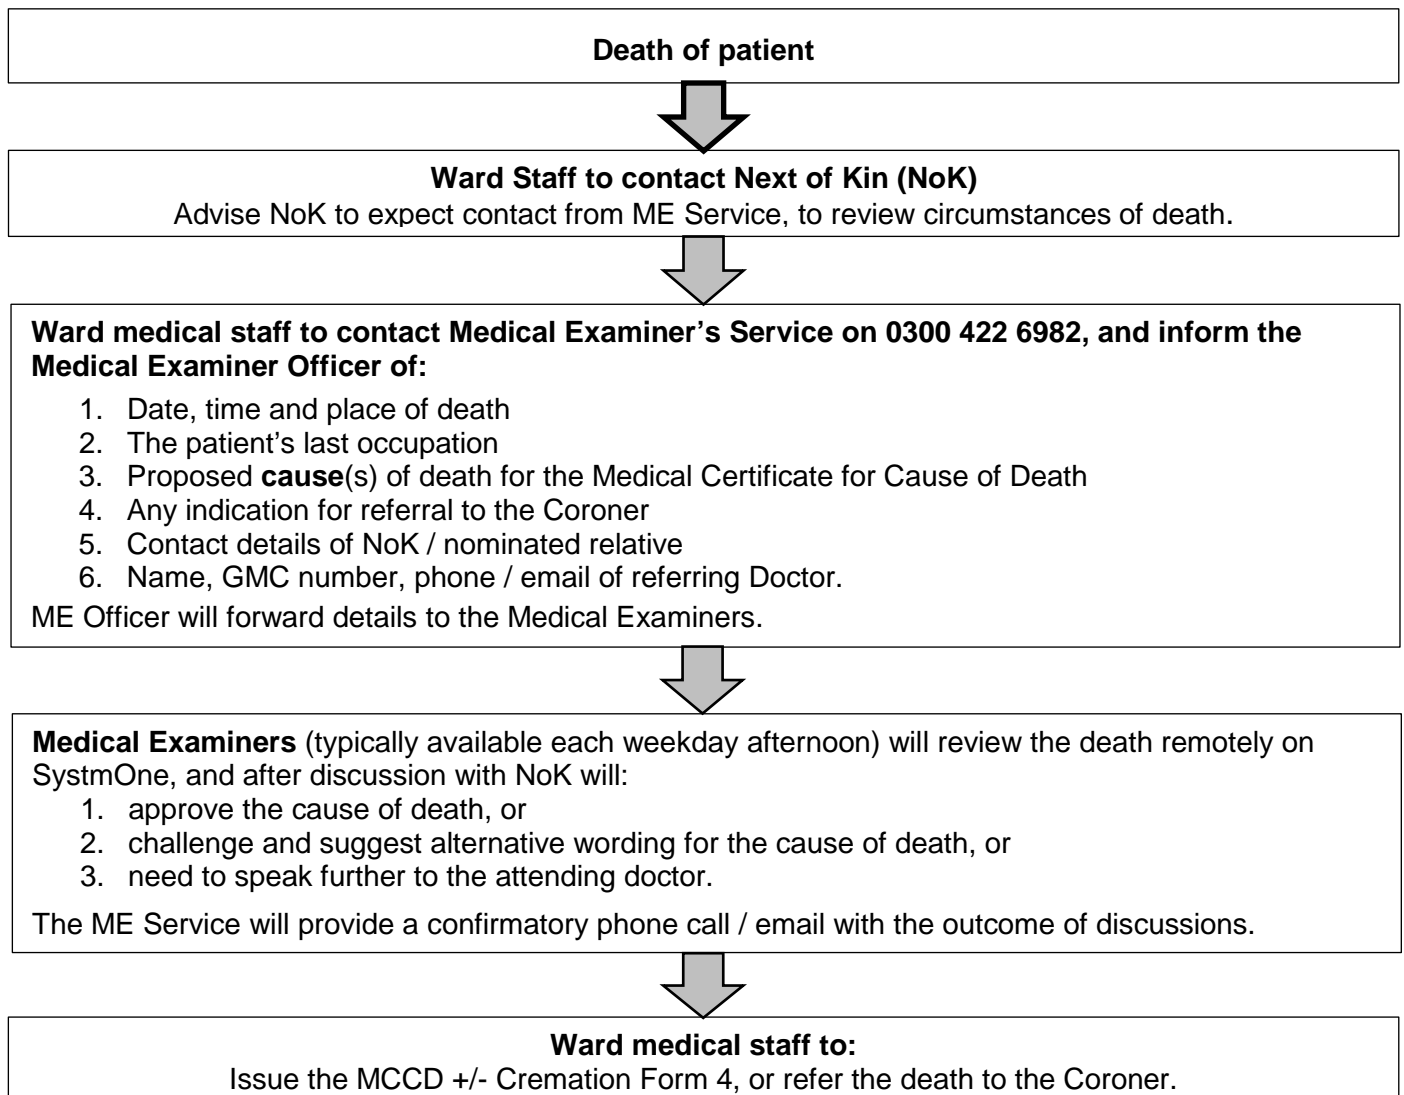 Death of patient
Ward Staff to contact Next of Kin (NoK)
Advise NoK to expect contact from ME Service, to review circumstances of death.
Ward medical staff to contact Medical Examiner's Service on 0300 422 6982, and inform the
Medical Examiner Officer of:
1. Date, time and place of death
2. The patient's last occupation
3. Proposed cause(s) of death for the Medical Certificate for Cause of Death
4. Any indication for referral to the Coroner
5. Contact details of NoK / nominated relative
6. Name, GMC number, phone / email of referring Doctor.
ME Officer will forward details to the Medical Examiners.
Medical Examiners (typically available each weekday afternoon) will review the death remotely on
SystmOne, and after discussion with NoK will:
1. approve the cause of death, or
2. challenge and suggest alternative wording for the cause of death, or
3. need to speak further to the attending doctor.
The ME Service will provide a confirmatory phone call / email with the outcome of discussions.
Ward medical staff to:
Issue the MCCD +/- Cremation Form 4, or refer the death to the Coroner.